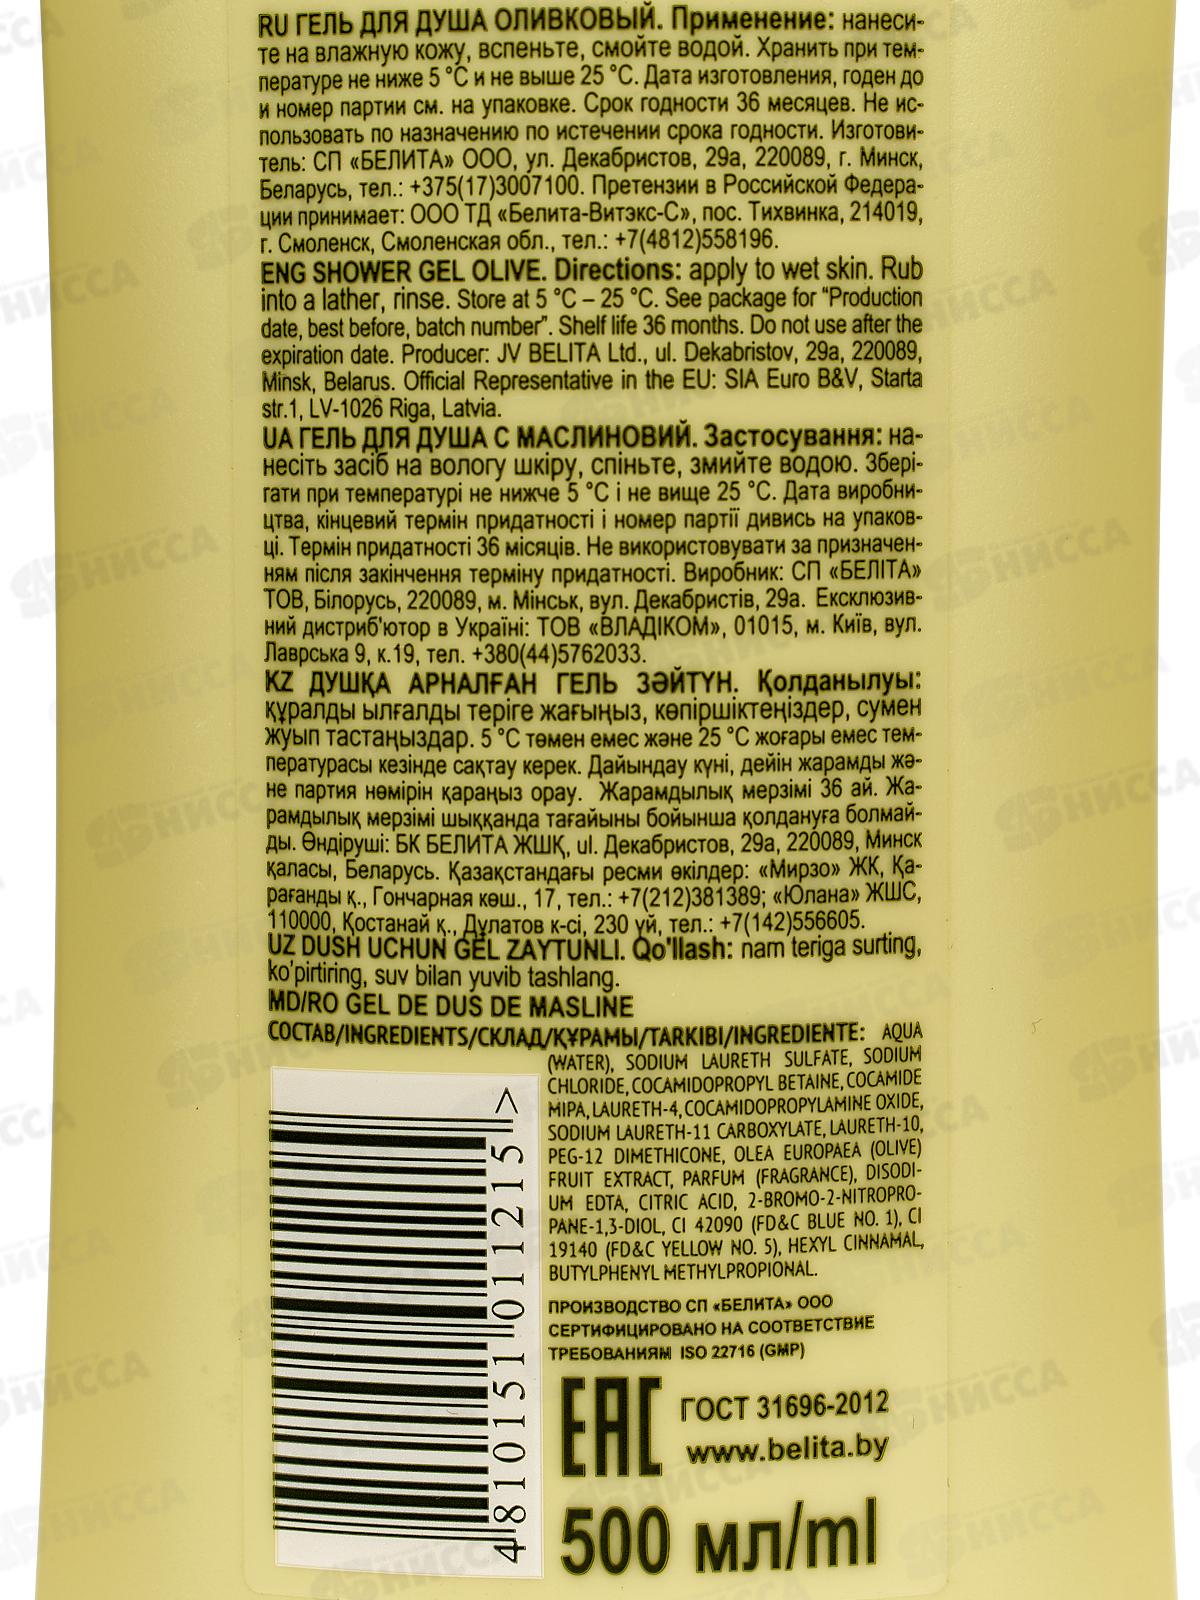 RU ГЕЛЬ ДЛЯ ДУША ОЛИВКОВЫЙ. Применение: нанеси-
те на влажную кожу, вспеньте, смойте водой. Хранить при тем-
пературе не ниже 5 °С и не выше 25 °С. Дата изготовления, годен до
и номер партии см. на упаковке. Срок годности 36 месяцев. Не ис-
пользовать по назначению по истечении срока годности. Изготови-
тель: СП «БЕЛИТА» ООО, ул. Декабристов, 29а, 220089, г. Минск,
Беларусь, тел.: +375(17)3007100. Претензии в Российской Федера-
ции принимает: ООО ТД «Белита-Витэкс-С», пос. Тихвинка, 214019,
г. Смоленск, Смоленская обл., тел.: +7(4812)558196.
ENG SHOWER GEL OLIVE. Directions: apply to wet skin. Rub
into a lather, rinse. Store at 5 °C – 25 °C. See package for “Production
date, best before, batch number”. Shelf life 36 months. Do not use after the
expiration date. Producer: JV BELITA Ltd., ul. Dekabristov, 29a, 220089,
Minsk, Belarus. Official Representative in the EU: SIA Euro B&V, Starta
str.1, LV-1026 Riga, Latvia.
UA ГЕЛЬ ДЛЯ ДУША С МАСЛИНОВИЙ. Застосування: на-
несіть засіб на вологу шкіру, спіньте, змийте водою. Збері-
гати при температурі не нижче 5 °С і не вище 25 °С. Дата виробни-
цтва, кінцевий термін придатності і номер партії дивись на упаков-
ці. Термін придатності 36 місяців. Не використовувати за призначен-
ням після закінчення терміну придатності. Виробник: СП «БЕЛІТА»
ТОВ, Білорусь, 220089, м. Мінськ, вул. Декабристів, 29а. Ексклюзив-
ний дистриб'ютор в Україні: ТОВ «ВЛАДІКОМ», 01015, м. Київ, вул.
Лаврська 9, к.19, тел. +380(44)5762033.
KZ ДУШҚА АРНАЛҒАН ГЕЛЬ ЗӘЙТҮН. Қолданылуы:
құралды ылғалды теріге жағыңыз, көпіршіктеңіздер, сумен
жуып тастаңыздар. 5 °С төмен емес және 25 °С жоғары емес тем-
пературасы кезінде сақтау керек. Дайындау күні, дейін жарамды жә-
не партия нөмірін қараңыз орау. Жарамдылық мерзімі 36 ай. Жа-
рамдылық мерзімі шыққанда тағайыны бойынша қолдануға болмай-
ды. Өндіруші: БК БЕЛИТА ЖШҚ, ul. Декабристов, 29а, 220089, Минск
қаласы, Беларусь. Қазақстандағы ресми өкілдер: «Мирзо» ЖК, Қа-
рағанды қ., Гончарная көш., 17, тел.: +7(212)381389; «Юлана» ЖШС,
110000, Қостанай қ., Дулатов к-сі, 230 үй, тел.: +7(142)556605.
UZ DUSH UCHUN GEL ZAYTUNLI. Qo'llash: nam teriga surting,
ko'pirtiring, suv bilan yuvib tashlang.
MD/RO GEL DE DUS DE MASLINE
СОСТАВ/INGREDIENTS/СКЛАД/ҚҰРАМЫ/TARKIBI/INGREDIENTE: AQUA
(WATER), SODIUM LAURETH SULFATE, SODIUM
CHLORIDE, COCAMIDOPROPYL BETAINE, COCAMIDE
MIPA, LAURETH-4, COCAMIDOPROPYLAMINE OXIDE,
SODIUM LAURETH-11 CARBOXYLATE, LAURETH-10,
PEG-12 DIMETHICONE, OLEA EUROPAEA (OLIVE)
FRUIT EXTRACT, PARFUM (FRAGRANCE), DISODI-
UM EDTA, CITRIC ACID, 2-BROMO-2-NITROPRO-
PANE-1,3-DIOL, CI 42090 (FD&C BLUE NO. 1), CI
19140 (FD&C YELLOW NO. 5), HEXYL CINNAMAL,
BUTYLPHENYL METHYLPROPIONAL.
4 810151 011215 >
ПРОИЗВОДСТВО СП «БЕЛИТА» ООО
СЕРТИФИЦИРОВАНО НА СООТВЕТСТВИЕ
ТРЕБОВАНИЯМ ISO 22716 (GMP)
EAC
ГОСТ 31696-2012
www.belita.by
500 мл/ml